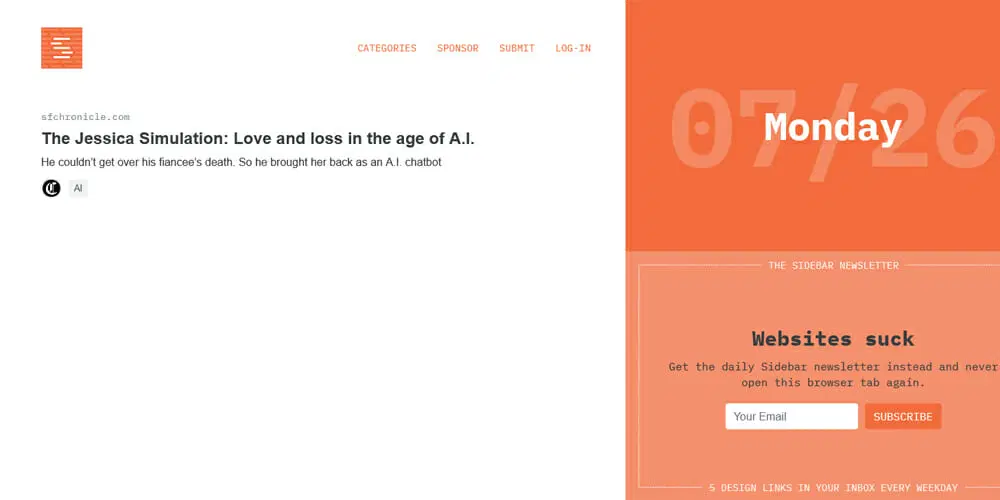 CATEGORIES SPONSOR SUBMIT LOG-IN
sfchronicle.com
The Jessica Simulation: Love and loss in the age of A.I.
He couldn't get over his fiancee's death. So he brought her back as an A.I. chatbot
C AI
07/26
Monday
THE SIDEBAR NEWSLETTER
Websites suck
Get the daily Sidebar newsletter instead and never
open this browser tab again.
Your Email SUBSCRIBE
5 DESIGN LINKS IN YOUR INBOX EVERY WEEKDAY